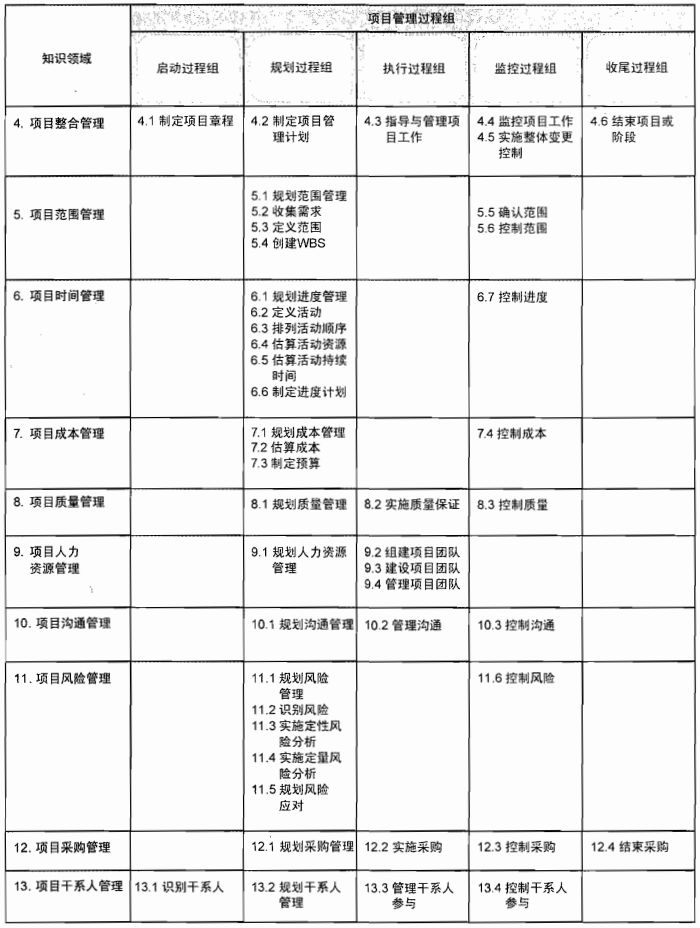 项目管理过程组
知识领域
启动过程组
规划过程组
执行过程组
监控过程组
收尾过程组
4. 项目整合管理
4.1 制定项目章程
4.2 制定项目管
理计划
4.3 指导与管理项
目工作
4.4 监控项目工作
4.5 实施整体变更
控制
4.6 结束项目或
阶段
5. 项目范围管理
5.1 规划范围管理
5.2 收集需求
5.3 定义范围
5.4 创建WBS
5.5 确认范围
5.6 控制范围
6. 项目时间管理
6.1 规划进度管理
6.2 定义活动
6.3 排列活动顺序
6.4 估算活动资源
6.5 估算活动持续
时间
6.6 制定进度计划
6.7 控制进度
7. 项目成本管理
7.1 规划成本管理
7.2 估算成本
7.3 制定预算
7.4 控制成本
8. 项目质量管理
8.1 规划质量管理
8.2 实施质量保证
8.3 控制质量
9. 项目人力
资源管理
9.1 规划人力资源
管理
9.2 组建项目团队
9.3 建设项目团队
9.4 管理项目团队
10. 项目沟通管理
10.1 规划沟通管理
10.2 管理沟通
10.3 控制沟通
11. 项目风险管理
11.1 规划风险
管理
11.2 识别风险
11.3 实施定性风
险分析
11.4 实施定量风
险分析
11.5 规划风险
应对
11.6 控制风险
12. 项目采购管理
12.1 规划采购管理
12.2 实施采购
12.3 控制采购
12.4 结束采购
13. 项目干系人管理
13.1 识别干系人
13.2 规划干系人
管理
13.3 管理干系人
参与
13.4 控制干系人
参与